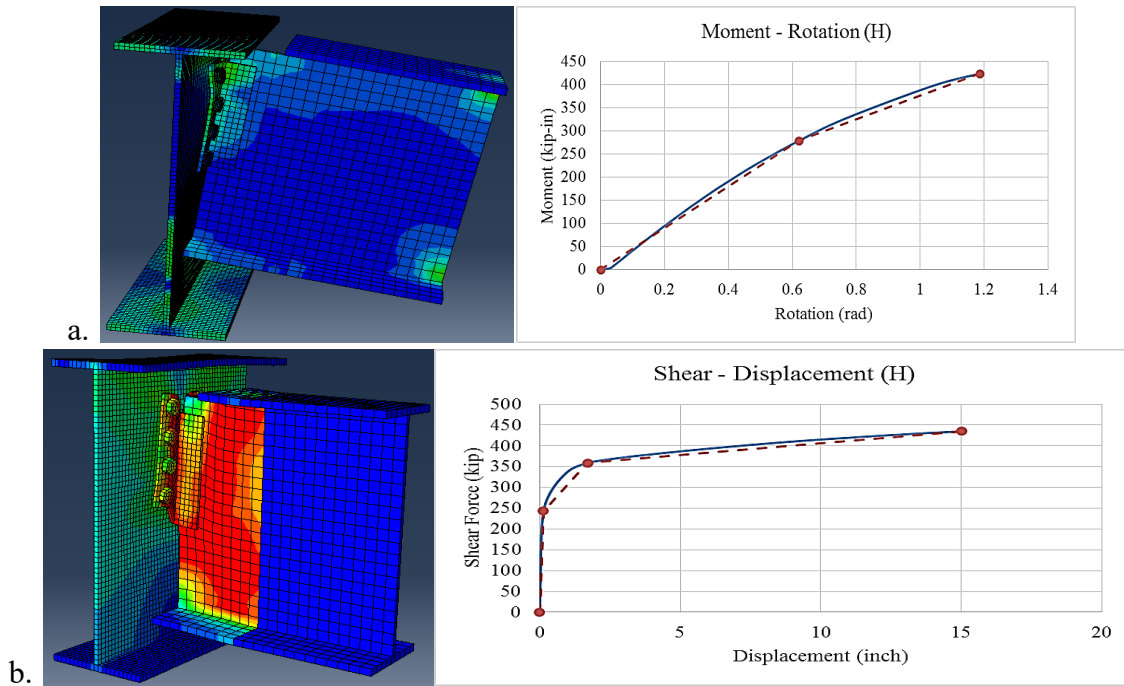 a.
Moment - Rotation (H)
Moment (kip-in)
450
400
350
300
250
200
150
100
50
0
0 0.2 0.4 0.6 0.8 1 1.2 1.4
Rotation (rad)
b.
Shear - Displacement (H)
Shear Force (kip)
500
450
400
350
300
250
200
150
100
50
0
0 5 10 15 20
Displacement (inch)